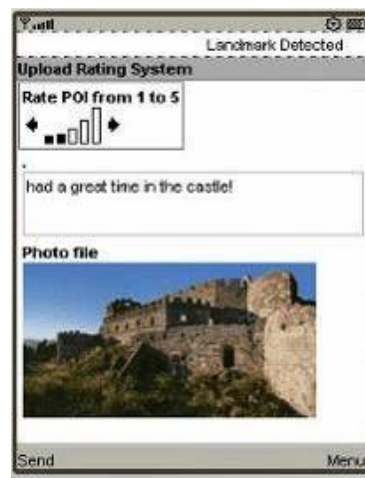 Landmark Detected
Upload Rating System
Rate POI from 1 to 5
had a great time in the castle!
Photo file
Send Menu